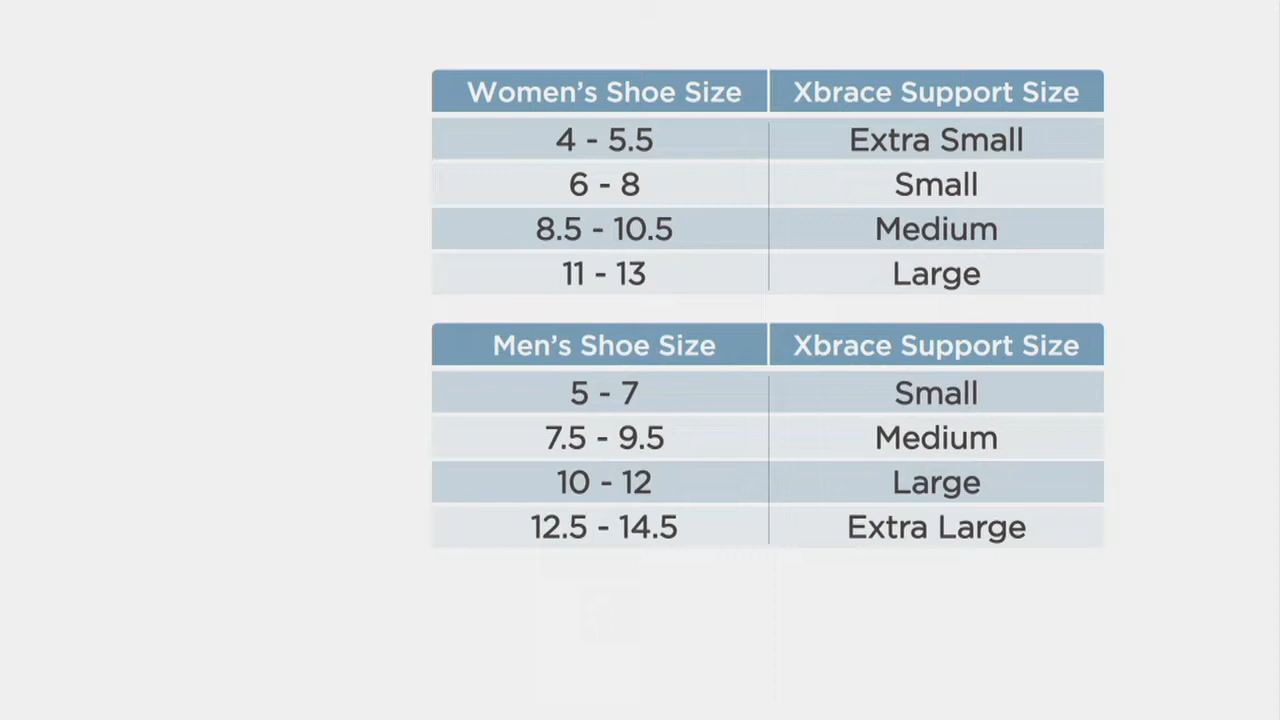 Women's Shoe Size Xbrace Support Size
4 - 5.5 Extra Small
6 - 8 Small
8.5 - 10.5 Medium
11 - 13 Large
Men's Shoe Size Xbrace Support Size
5 - 7 Small
7.5 - 9.5 Medium
10 - 12 Large
12.5 - 14.5 Extra Large